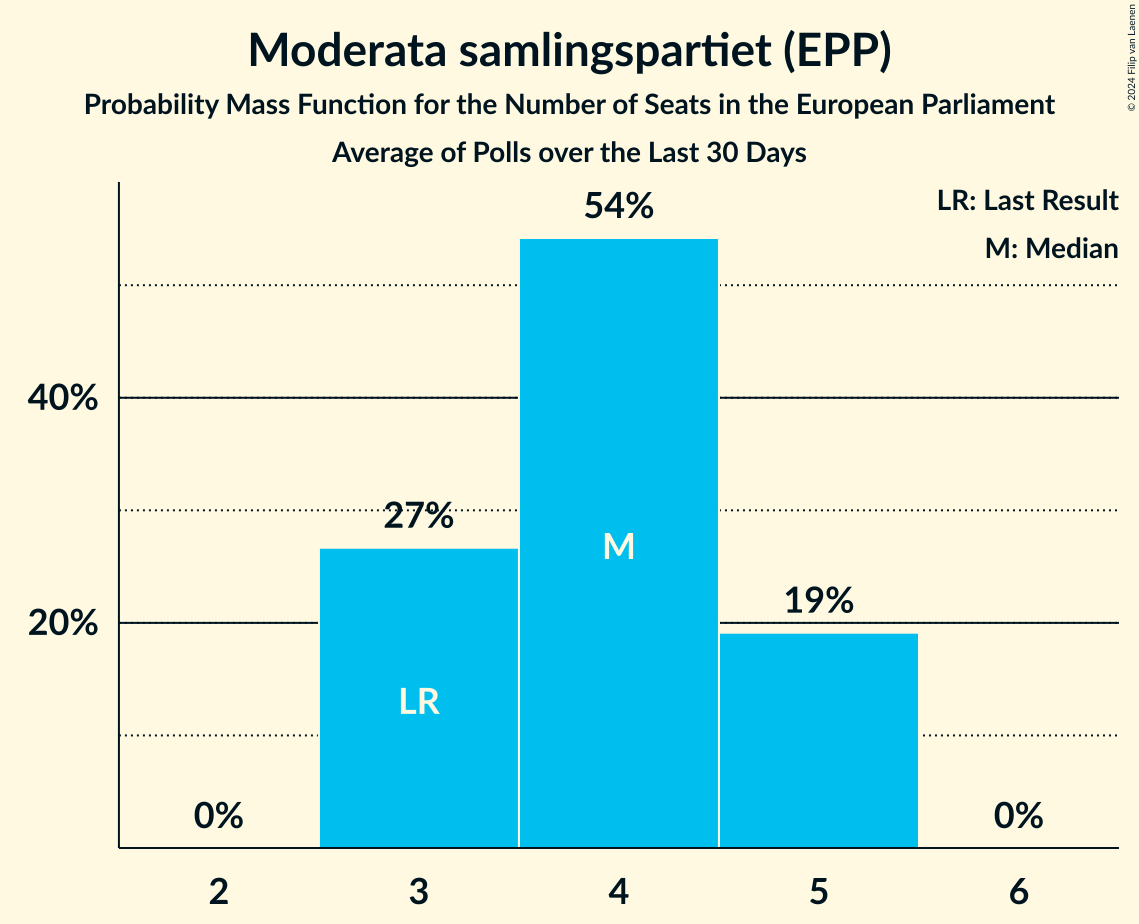 Moderata samlingspartiet (EPP)
Probability Mass Function for the Number of Seats in the European Parliament
Average of Polls over the Last 30 Days
© 2024 Filip van Laenen
LR: Last Result
M: Median
54%
40%
27%
M
20%
19%
LR
0%
0%
2 3 4 5 6